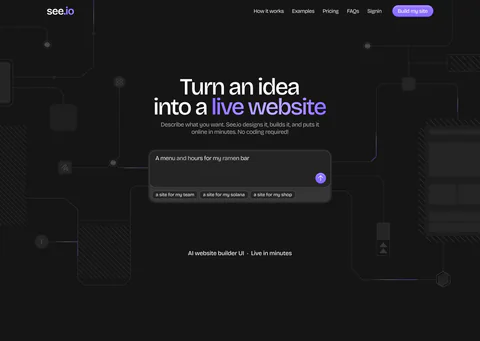 see.io
How it works
Examples
Pricing
FAQs
Signin
Build my site
Turn an idea
into a live website
Describe what you want. See.io designs it, builds it, and puts it
online in minutes. No coding required!
A menu and hours for my ramen bar
a site for my team
a site for my solana
a site for my shop
AI website builder UI - Live in minutes